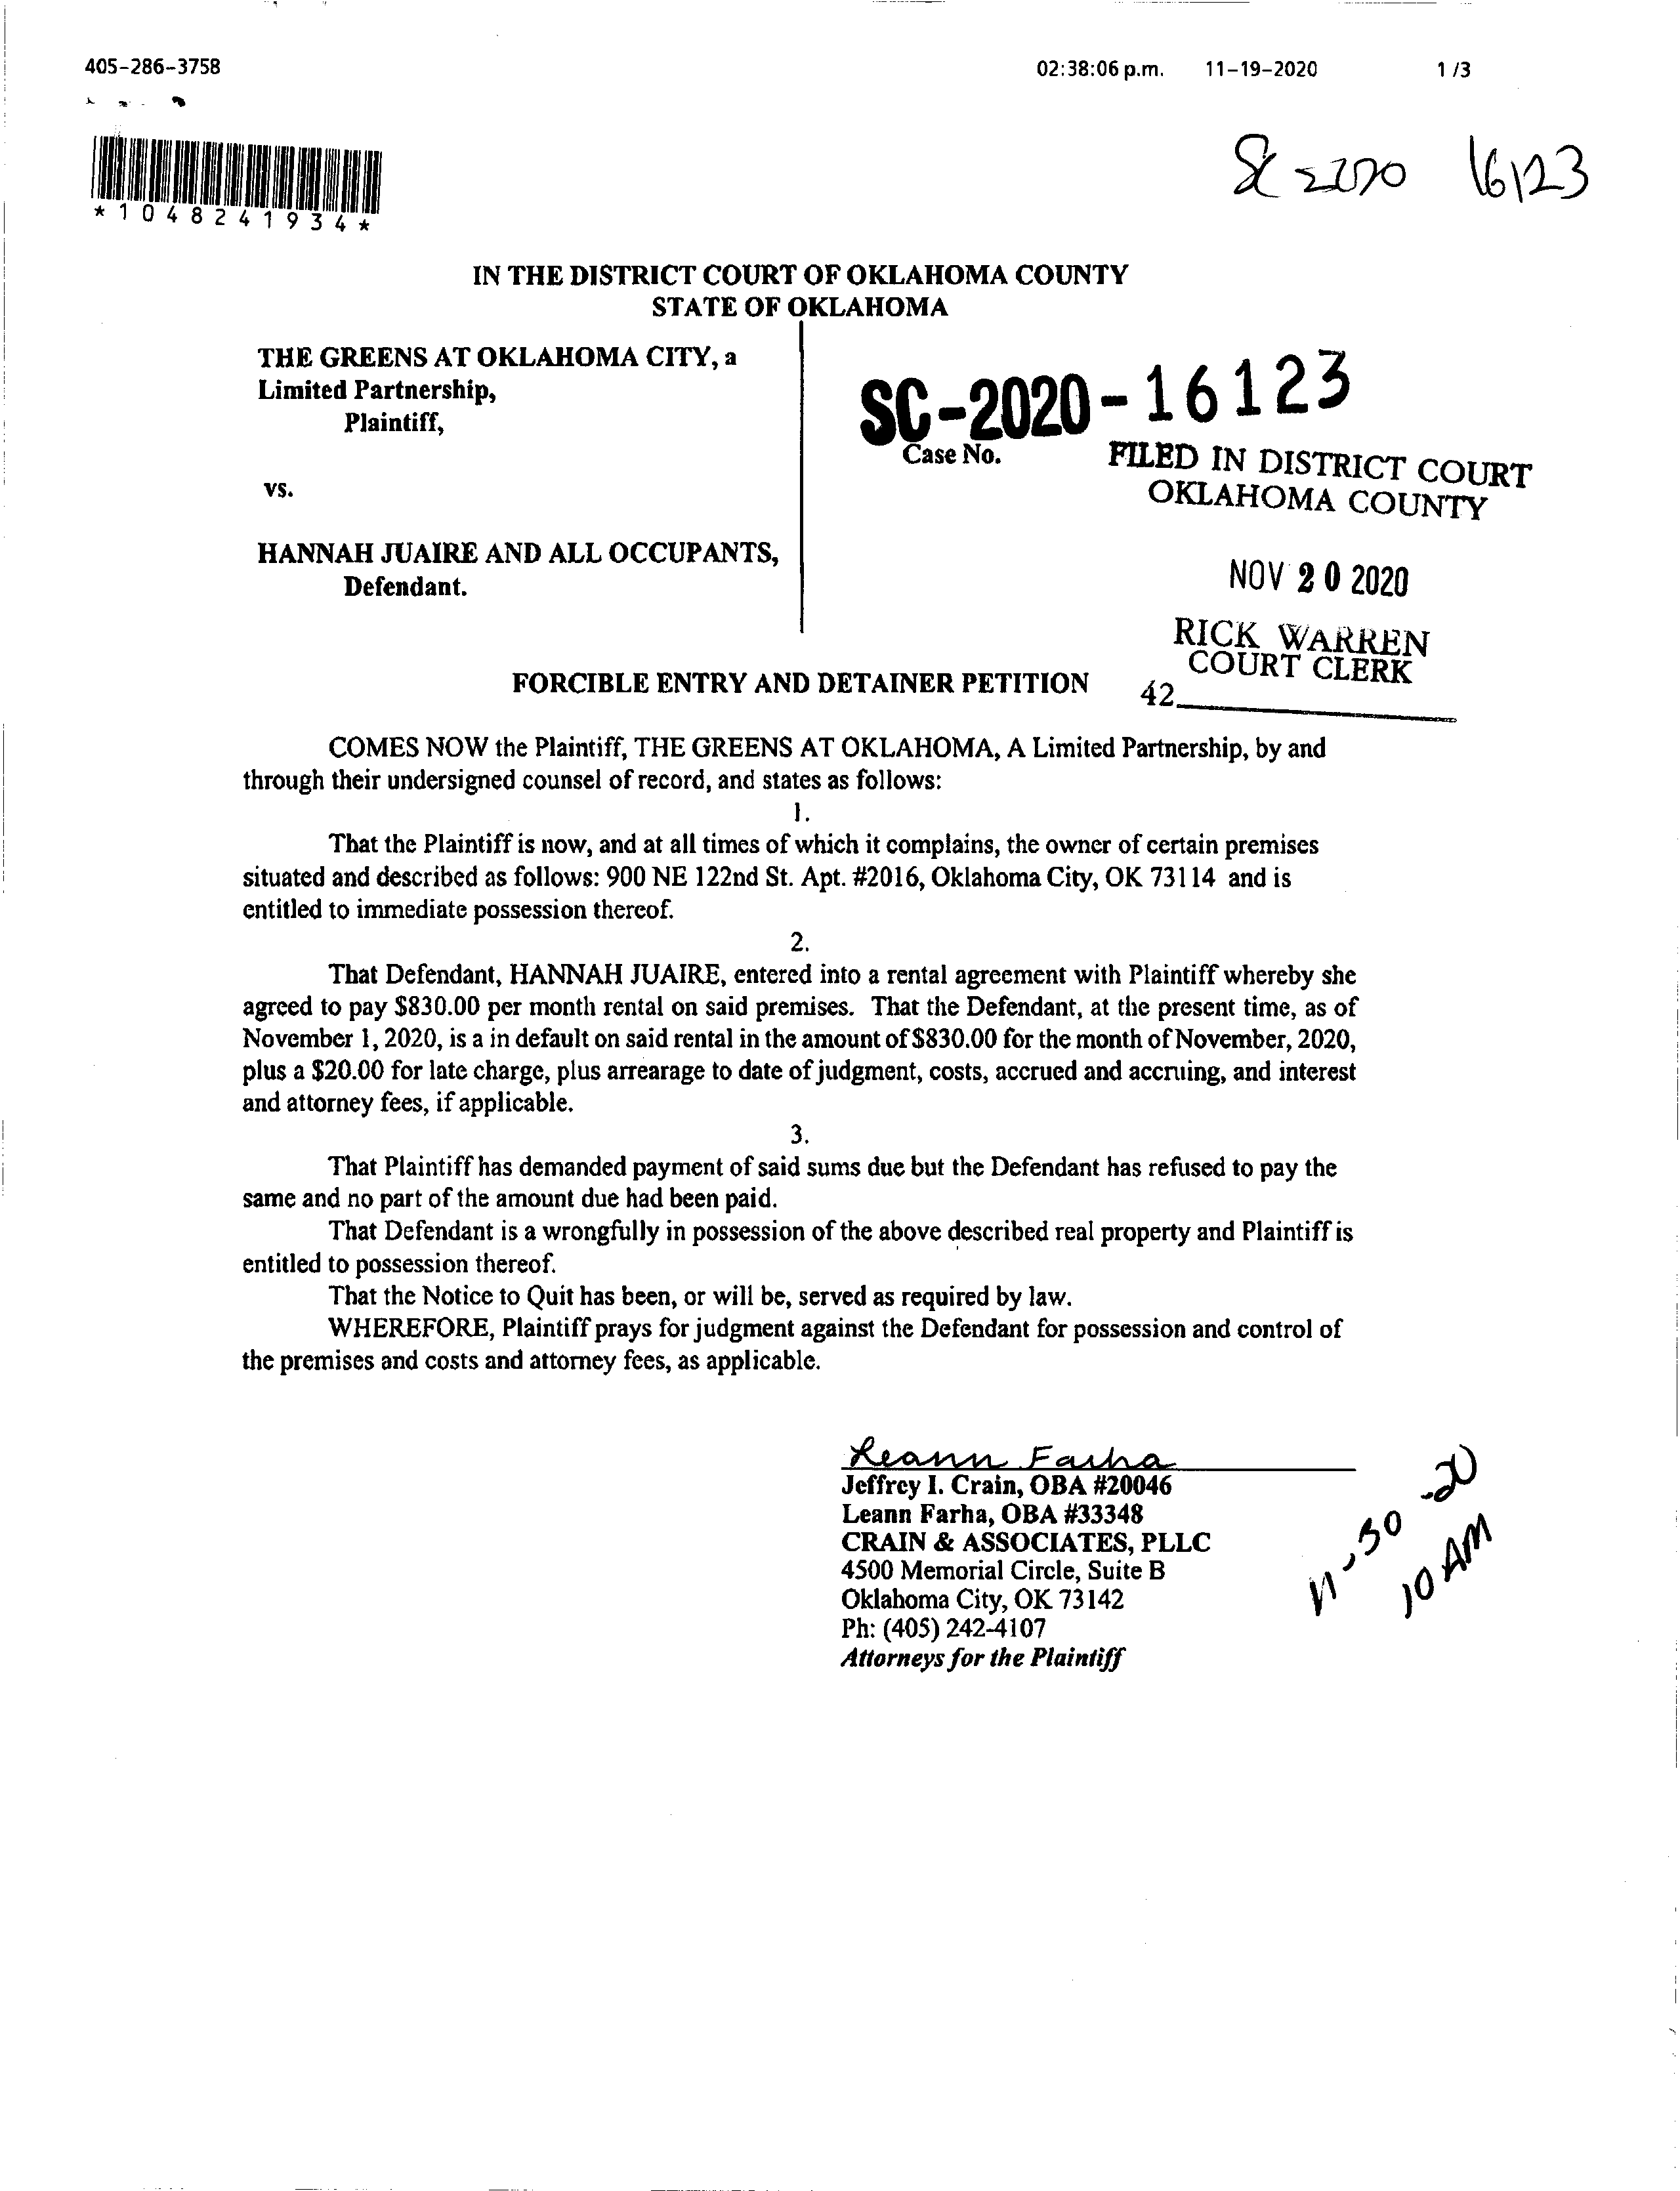 405-286-3758 02:38:06 p.m. 11-19-2020 1 /3
SC 2020 16123
*1048241934*
IN THE DISTRICT COURT OF OKLAHOMA COUNTY
STATE OF OKLAHOMA
THE GREENS AT OKLAHOMA CITY, a
Limited Partnership,
Plaintiff,
vs.
HANNAH JUAIRE AND ALL OCCUPANTS,
Defendant.
SC-2020-16123
Case No.
FILED IN DISTRICT COURT
OKLAHOMA COUNTY
NOV 20 2020
RICK WARREN
COURT CLERK
42
FORCIBLE ENTRY AND DETAINER PETITION
COMES NOW the Plaintiff, THE GREENS AT OKLAHOMA, A Limited Partnership, by and
through their undersigned counsel of record, and states as follows:
1.
That the Plaintiff is now, and at all times of which it complains, the owner of certain premises
situated and described as follows: 900 NE 122nd St. Apt. #2016, Oklahoma City, OK 73114 and is
entitled to immediate possession thereof.
2.
That Defendant, HANNAH JUAIRE, entered into a rental agreement with Plaintiff whereby she
agreed to pay $830.00 per month rental on said premises. That the Defendant, at the present time, as of
November 1, 2020, is a in default on said rental in the amount of $830.00 for the month of November, 2020,
plus a $20.00 for late charge, plus arrearage to date of judgment, costs, accrued and accruing, and interest
and attorney fees, if applicable.
3.
That Plaintiff has demanded payment of said sums due but the Defendant has refused to pay the
same and no part of the amount due had been paid.
That Defendant is a wrongfully in possession of the above described real property and Plaintiff is
entitled to possession thereof.
That the Notice to Quit has been, or will be, served as required by law.
WHEREFORE, Plaintiff prays for judgment against the Defendant for possession and control of
the premises and costs and attorney fees, as applicable.
Leann Farha
Jeffrey I. Crain, OBA #20046
Leann Farha, OBA #33348
CRAIN & ASSOCIATES, PLLC
4500 Memorial Circle, Suite B
Oklahoma City, OK 73142
Ph: (405) 242-4107
Attorneys for the Plaintiff
11-30-20
10 AM